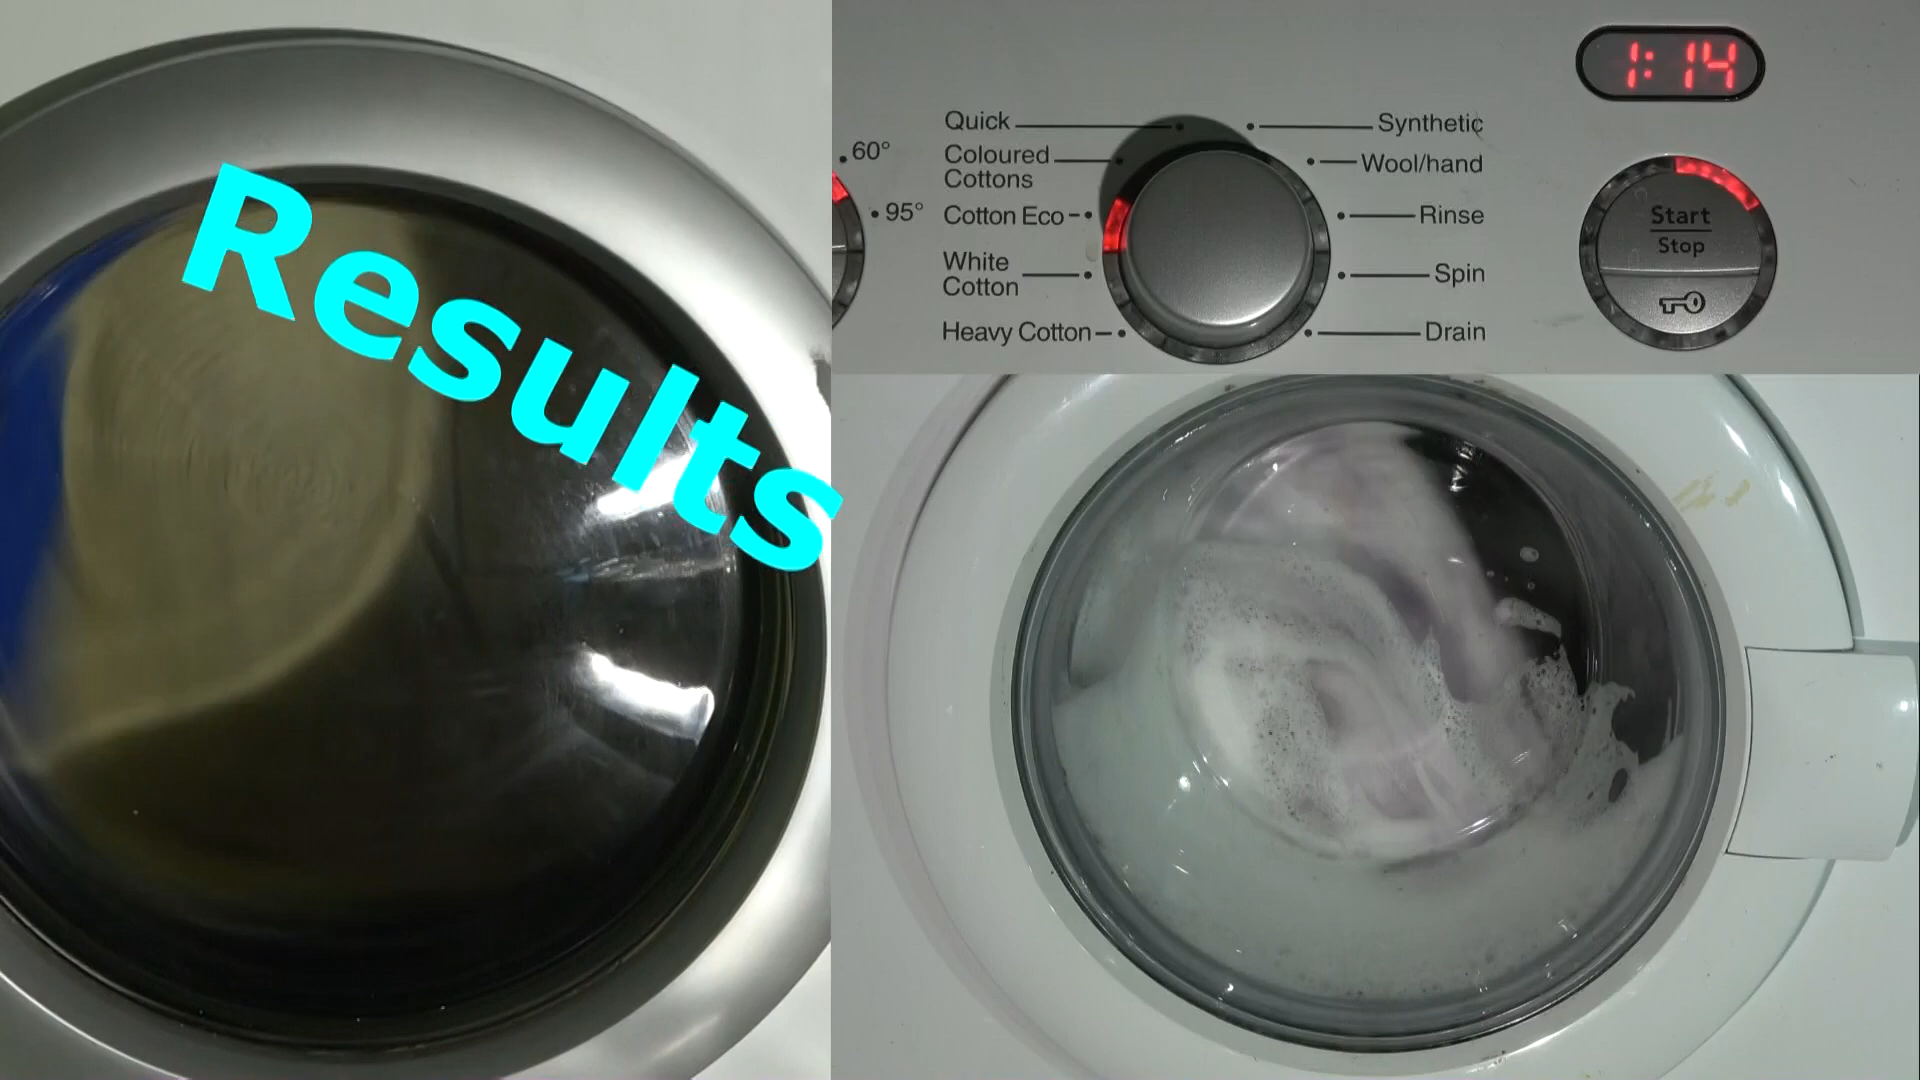 Results
1:14
60°
95°
Quick
Coloured
Cottons
Cotton Eco
White
Cotton
Heavy Cotton
Synthetic
Wool/hand
Rinse
Spin
Drain
Start
Stop